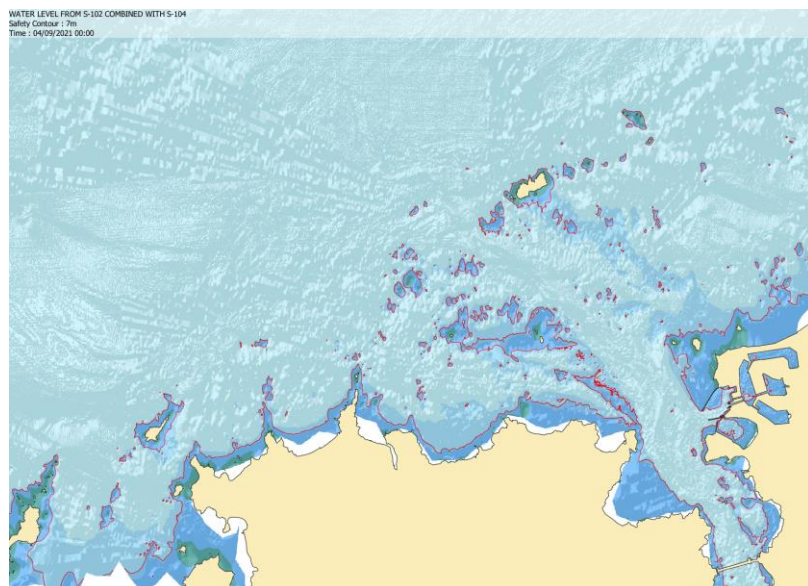 WATER LEVEL FROM S-102 COMBINED WITH S-104
Safety Contour : 7m
Time : 04/09/2021 00:00